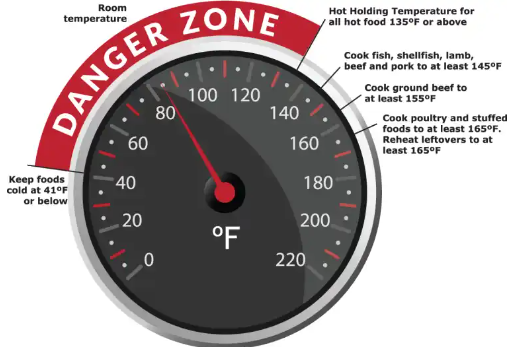 Room
temperature
DANGER ZONE
Hot Holding Temperature for
all hot food 135ºF or above
Cook fish, shellfish, lamb,
beef and pork to at least 145ºF
Cook ground beef to
at least 155ºF
Cook poultry and stuffed
foods to at least 165ºF.
Reheat leftovers to at
least 165ºF
Keep foods
cold at 41ºF
or below
0
20
40
60
80
100
120
140
160
180
200
220
ºF